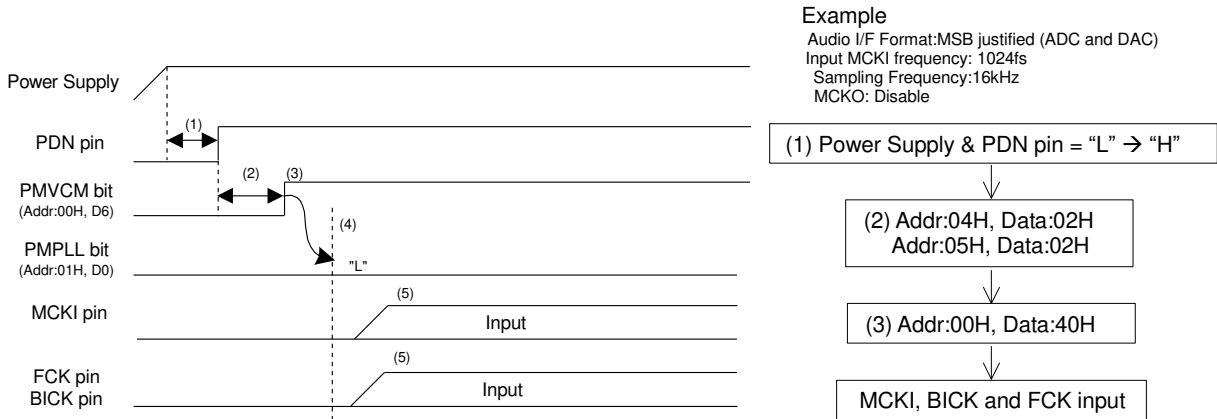 Example
Audio I/F Format:MSB justified (ADC and DAC)
Input MCKI frequency: 1024fs
Sampling Frequency:16kHz
MCKO: Disable
Power Supply
(1)
PDN pin
(2)
(3)
PMVCM bit
(Addr:00H, D6)
(4)
PMPLL bit
(Addr:01H, D0)
"L"
(5)
MCKI pin
Input
(5)
FCK pin
BICK pin
Input
(1) Power Supply & PDN pin = “L” → “H”
(2) Addr:04H, Data:02H
Addr:05H, Data:02H
(3) Addr:00H, Data:40H
MCKI, BICK and FCK input